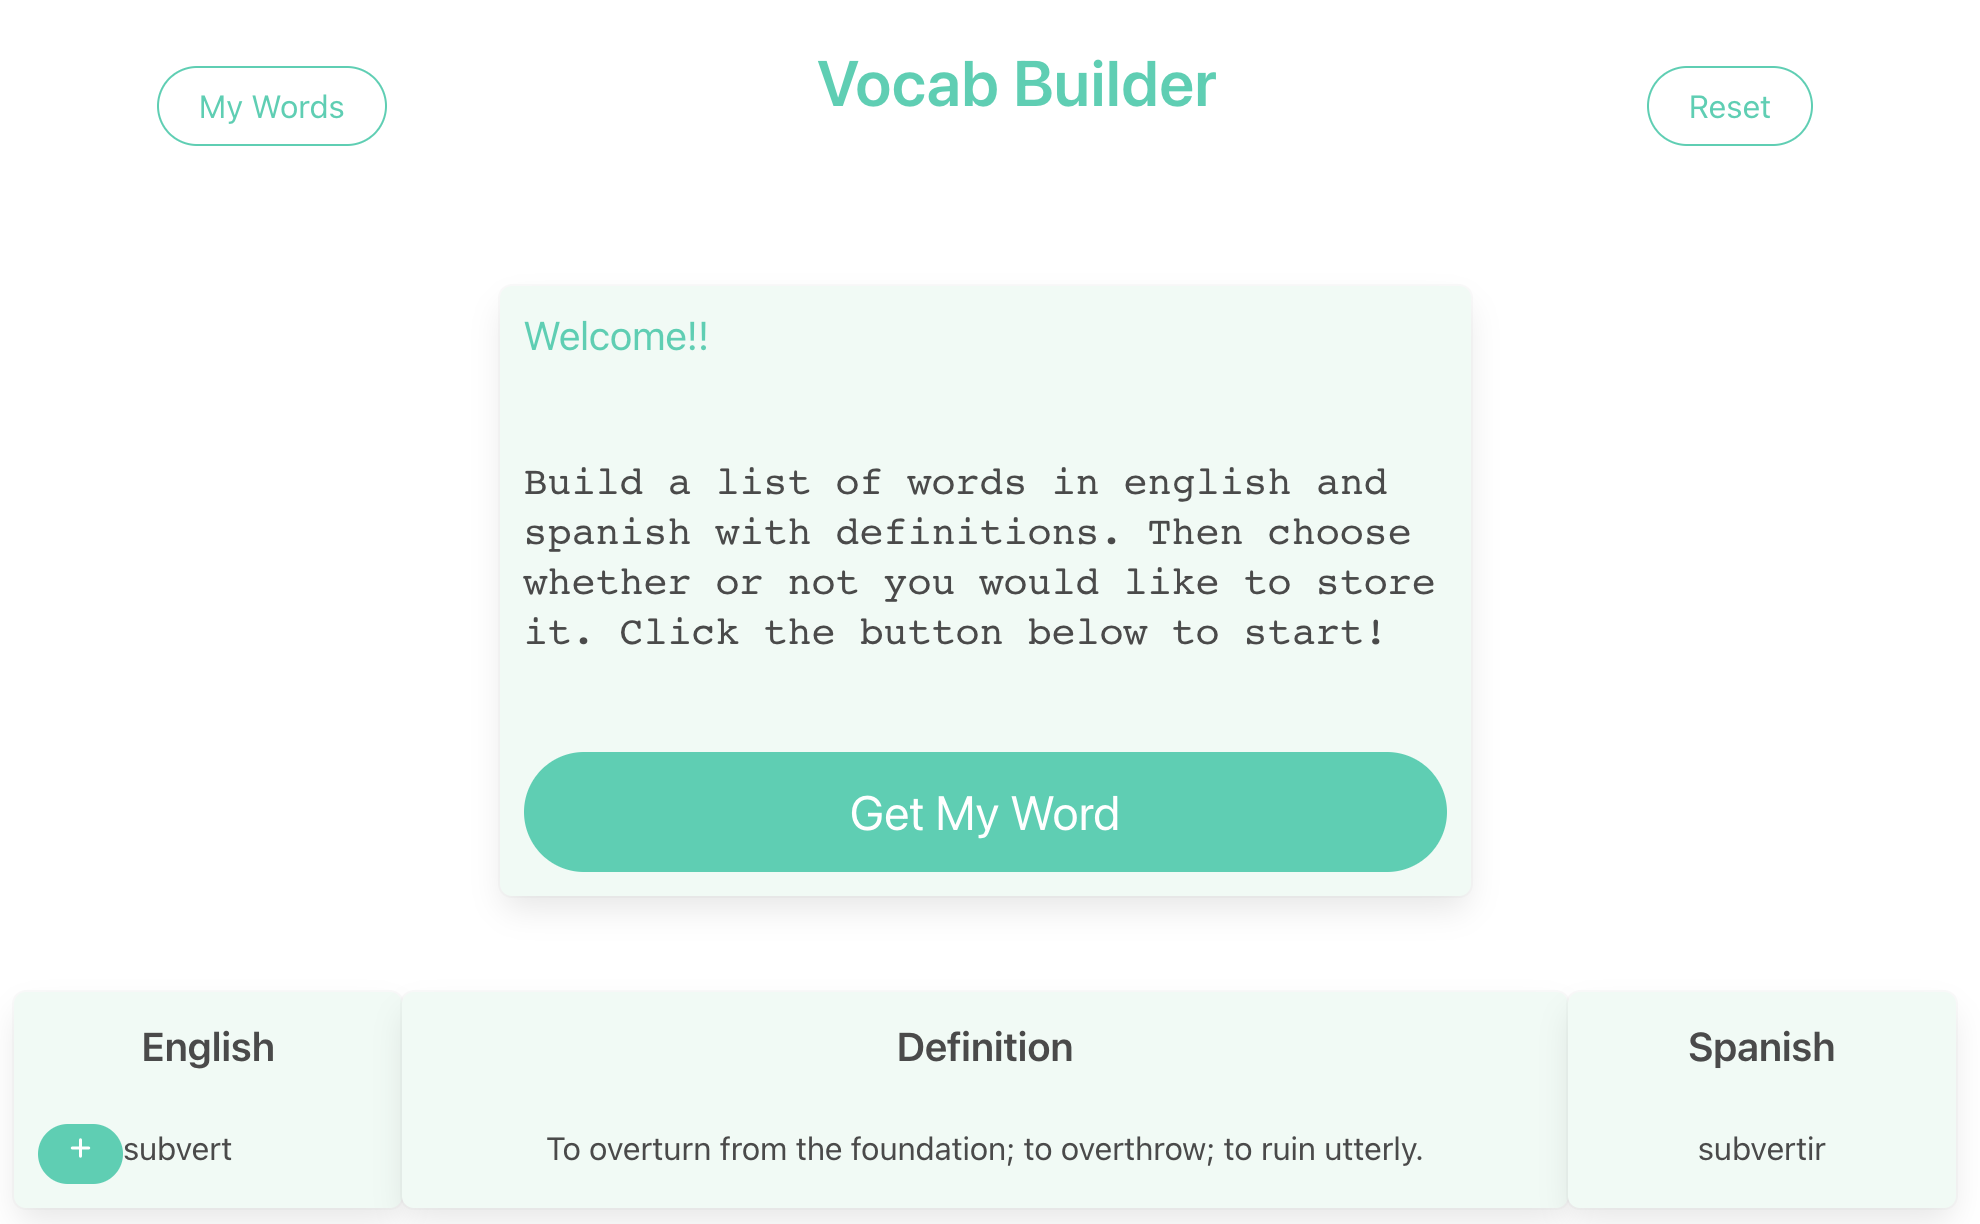 My Words
Vocab Builder
Reset
Welcome!!
Build a list of words in english and
spanish with definitions. Then choose
whether or not you would like to store
it. Click the button below to start!
Get My Word
English
Definition
Spanish
+ subvert
To overturn from the foundation; to overthrow; to ruin utterly.
subvertir